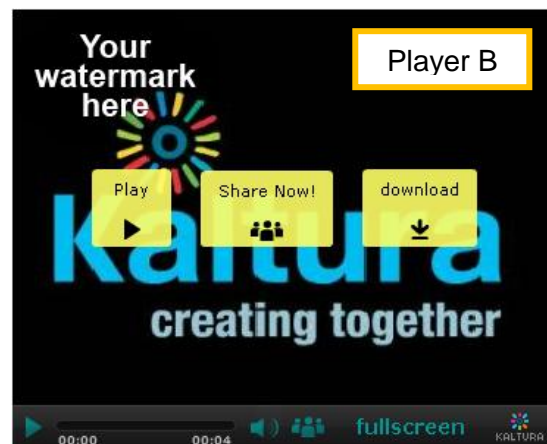 Your
watermark
here
Player B
Play
Share Now!
download
Kaltura
creating together
00:00
00:04
fullscreen
KALTURA